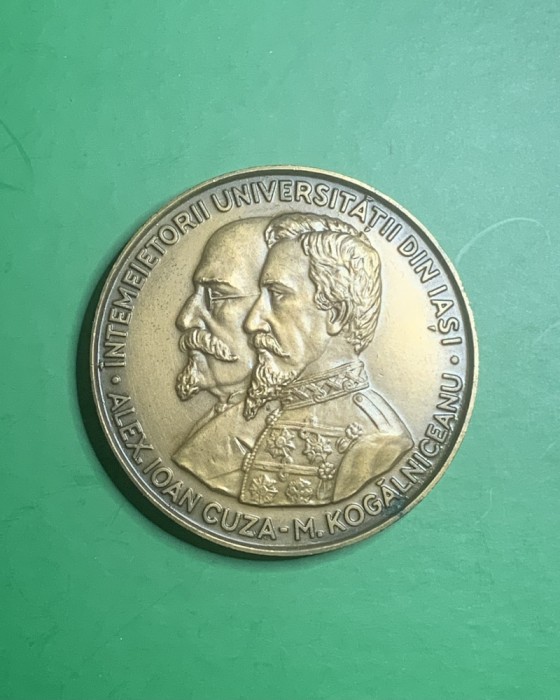 · ÎNTEMEIETORII UNIVERSITĂȚII DIN IAȘI ·
ALEX. IOAN CUZA - M. KOGĂLNICEANU